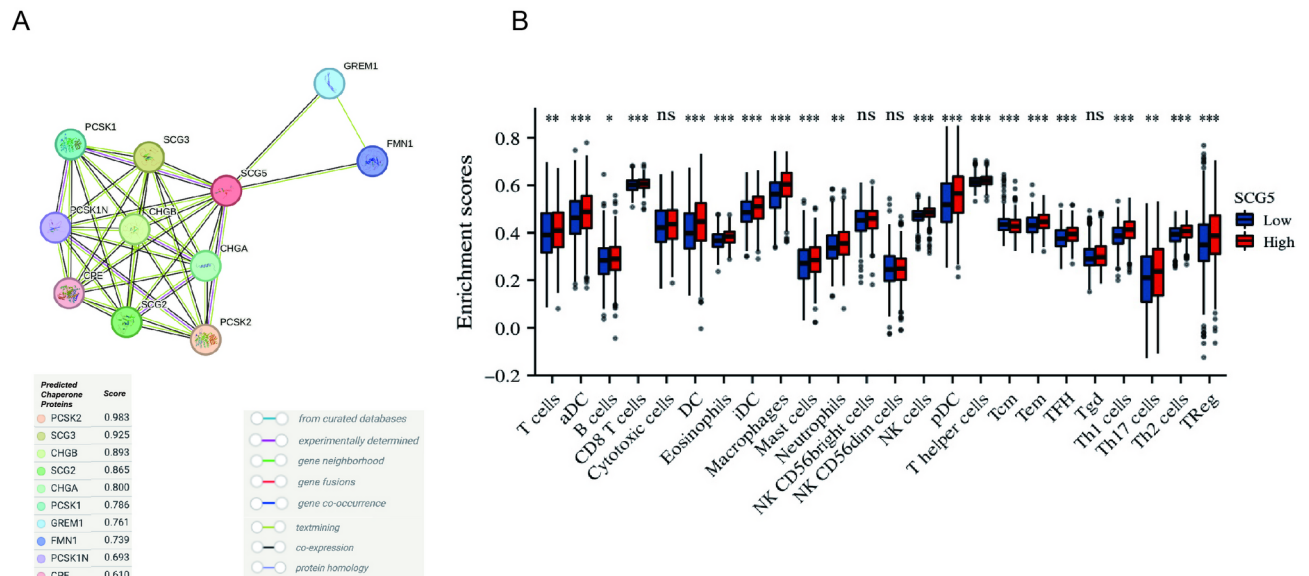 A
B
GREM1
PCSK1
SCG3
FMN1
SCG5
PCSK1N
CHGB
CHGA
CPE
SCG2
PCSK2
Predicted Chaperone Proteins Score
PCSK2 0.983
SCG3 0.925
CHGB 0.893
SCG2 0.865
CHGA 0.800
PCSK1 0.786
GREM1 0.761
FMN1 0.739
PCSK1N 0.693
CPE 0.610
from curated databases
experimentally determined
gene neighborhood
gene fusions
gene co-occurrence
textmining
co-expression
protein homology
** *** * *** ns *** *** *** *** *** ** ns ns *** *** *** *** *** *** ns *** ** *** ***
Enrichment scores
0.8
0.6
0.4
0.2
0.0
−0.2
T cells
aDC
B cells
CD8 T cells
Cytotoxic cells
DC
Eosinophils
iDC
Macrophages
Mast cells
Neutrophils
NK CD56bright cells
NK CD56dim cells
NK cells
pDC
T helper cells
Tcm
Tem
TFH
Tgd
Th1 cells
Th17 cells
Th2 cells
TReg
SCG5
Low
High